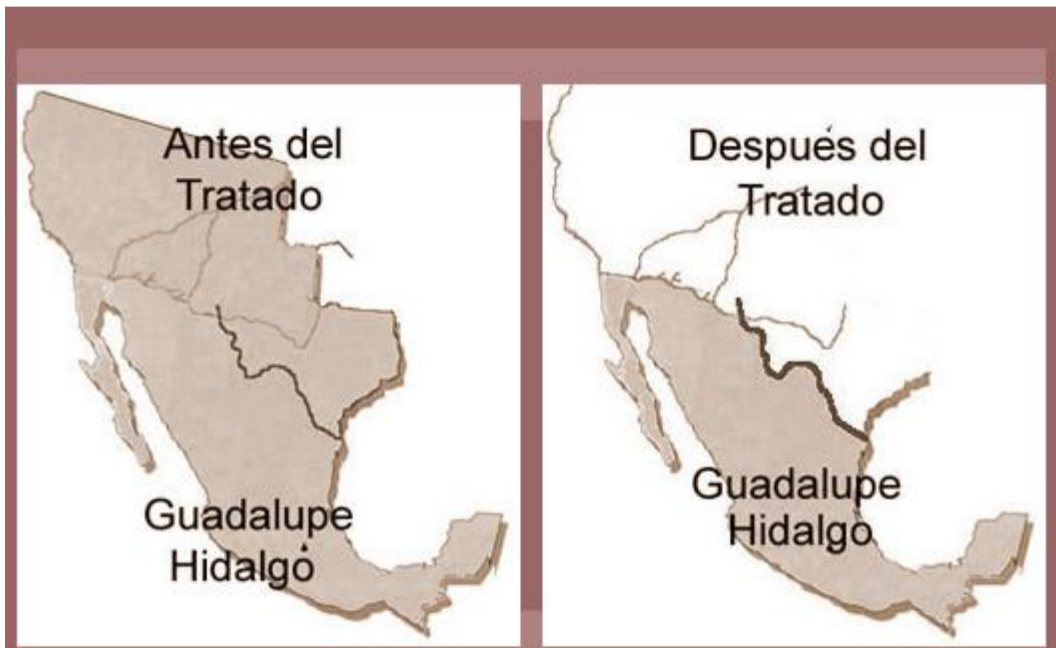 Antes del
Tratado
Guadalupe
Hidalgo
Después del
Tratado
Guadalupe
Hidalgo